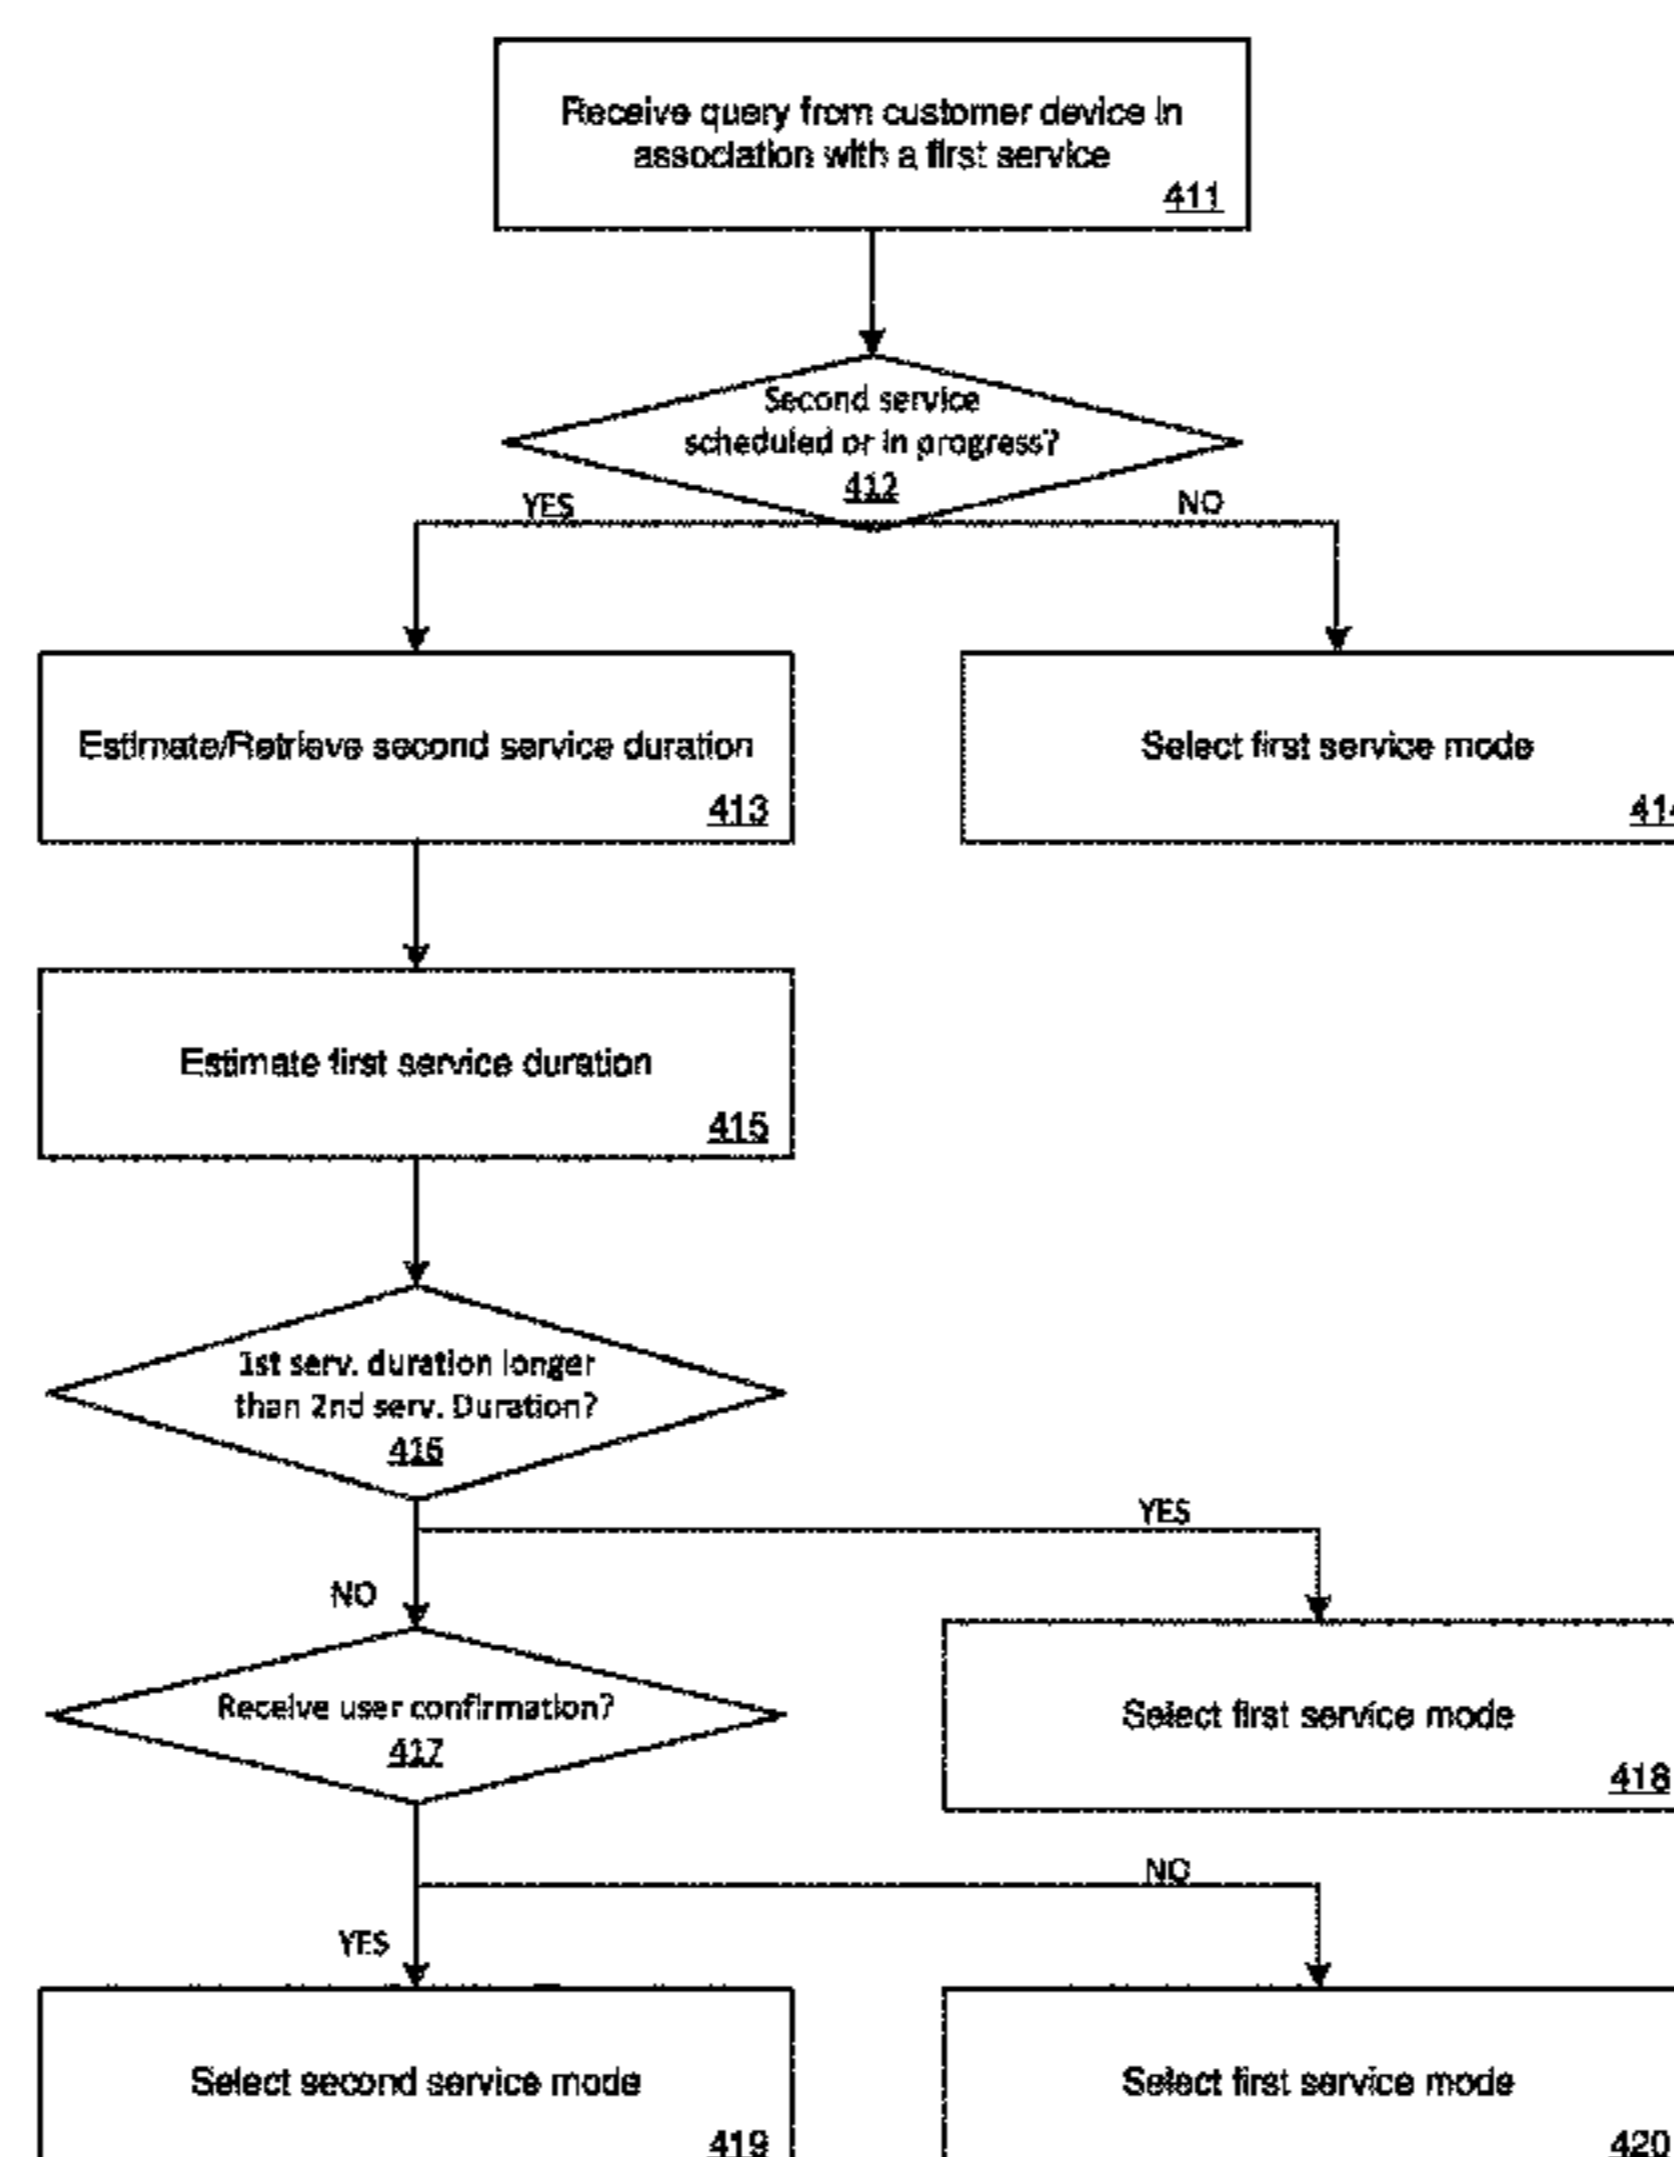 Receive query from customer device in
association with a first service
411
Second service
scheduled or in progress?
412
YES
NO
Estimate/Retrieve second service duration
413
Select first service mode
414
Estimate first service duration
415
1st serv. duration longer
than 2nd serv. Duration?
416
YES
NO
Receive user confirmation?
417
Select first service mode
418
NO
YES
Select second service mode
419
Select first service mode
420